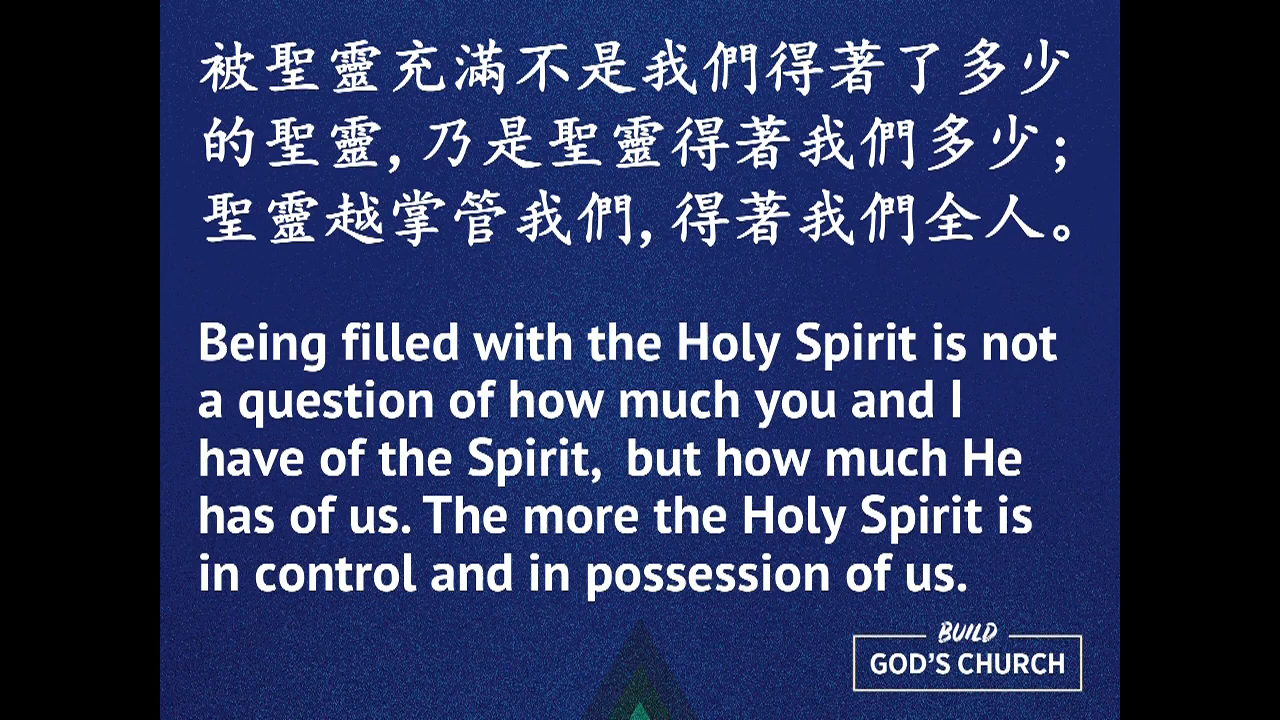 被聖靈充滿不是我們得著了多少
的聖靈, 乃是聖靈得著我們多少;
聖靈越掌管我們, 得著我們全人。
Being filled with the Holy Spirit is not
a question of how much you and I
have of the Spirit,  but how much He
has of us. The more the Holy Spirit is
in control and in possession of us.
BUILD
GOD'S CHURCH